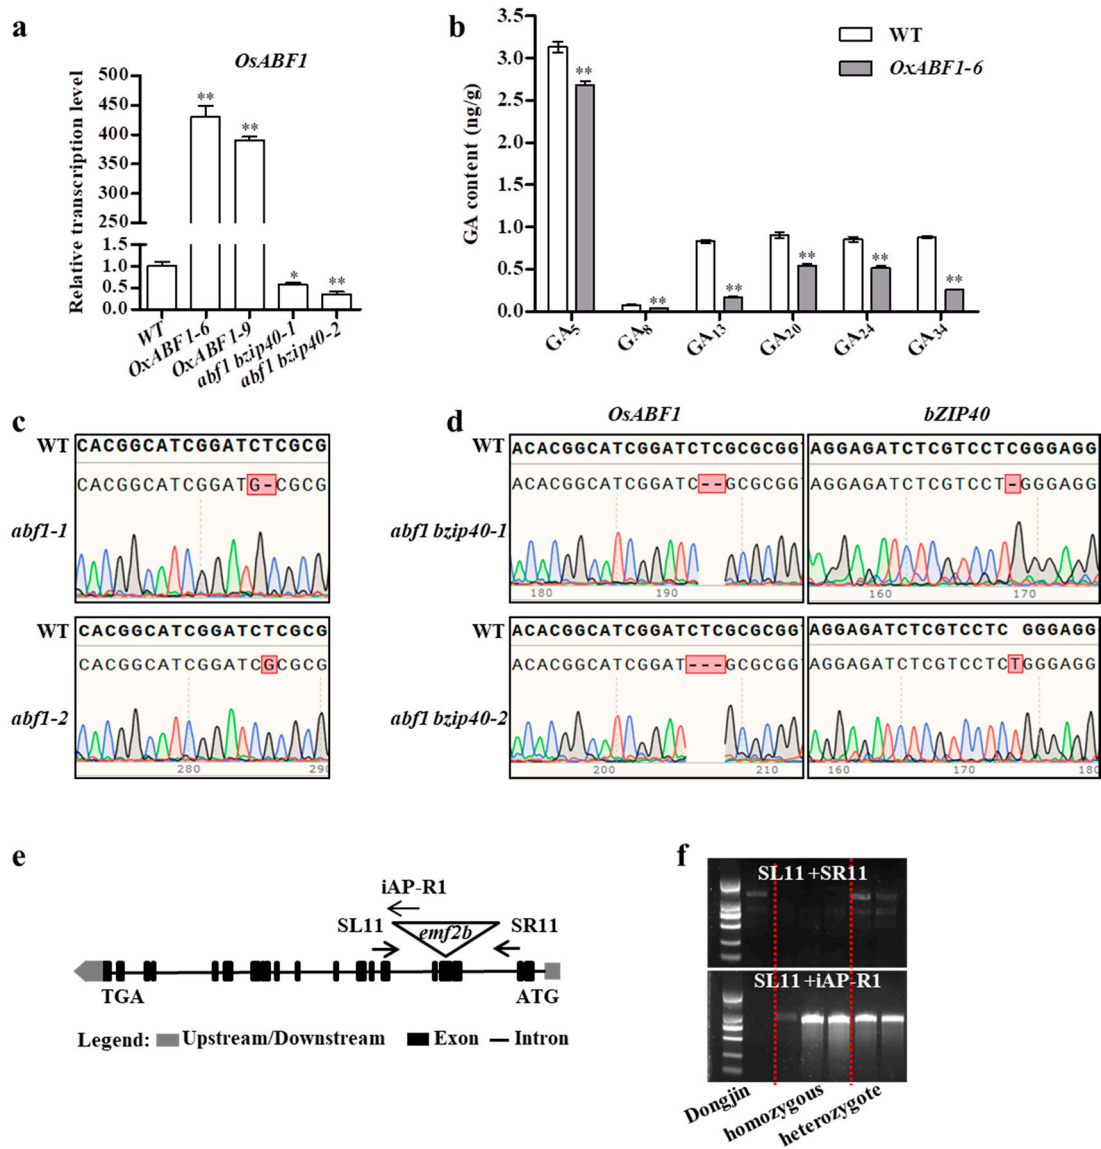 a
OsABF1
Relative transcription level
500
450
400
350
300
250
1.5
1.0
0.5
0.0
**
**
*
**
WT
OxABF1-6
OxABF1-9
abf1 bzip40-1
abf1 bzip40-2
b
WT
OxABF1-6
GA content (ng/g)
3.5
3.0
2.5
2.0
1.5
1.0
0.5
0.0
**
**
**
**
**
**
GA5
GA8
GA13
GA20
GA24
GA34
c
WT
CACGGCATCGGATCTCGCG
CACGGCATCGGATG-CGCG
abf1-1
WT
CACGGCATCGGATCTCGCG
CACGGCATCGGATCGCGCG
abf1-2
280
290
d
OsABF1
bZIP40
WT
ACACGGCATCGGATCTCGCGCGGT
AGGAGATCTCGTCCTCGGGAGG
ACACGGCATCGGATC--GCGCGGT
AGGAGATCTCGTCCT-GGGAGG
abf1 bzip40-1
180
190
160
170
WT
ACACGGCATCGGATCTCGCGCGGT
AGGAGATCTCGTCCTC GGGAGG
ACACGGCATCGGAT---GCGCGGT
AGGAGATCTCGTCCTCTGGGAGG
abf1 bzip40-2
200
210
160
170
180
e
iAP-R1
SL11
emf2b
SR11
TGA
ATG
Legend:
Upstream/Downstream
Exon
Intron
f
SL11+SR11
SL11+iAP-R1
Dongjin
homozygous
heterozygote